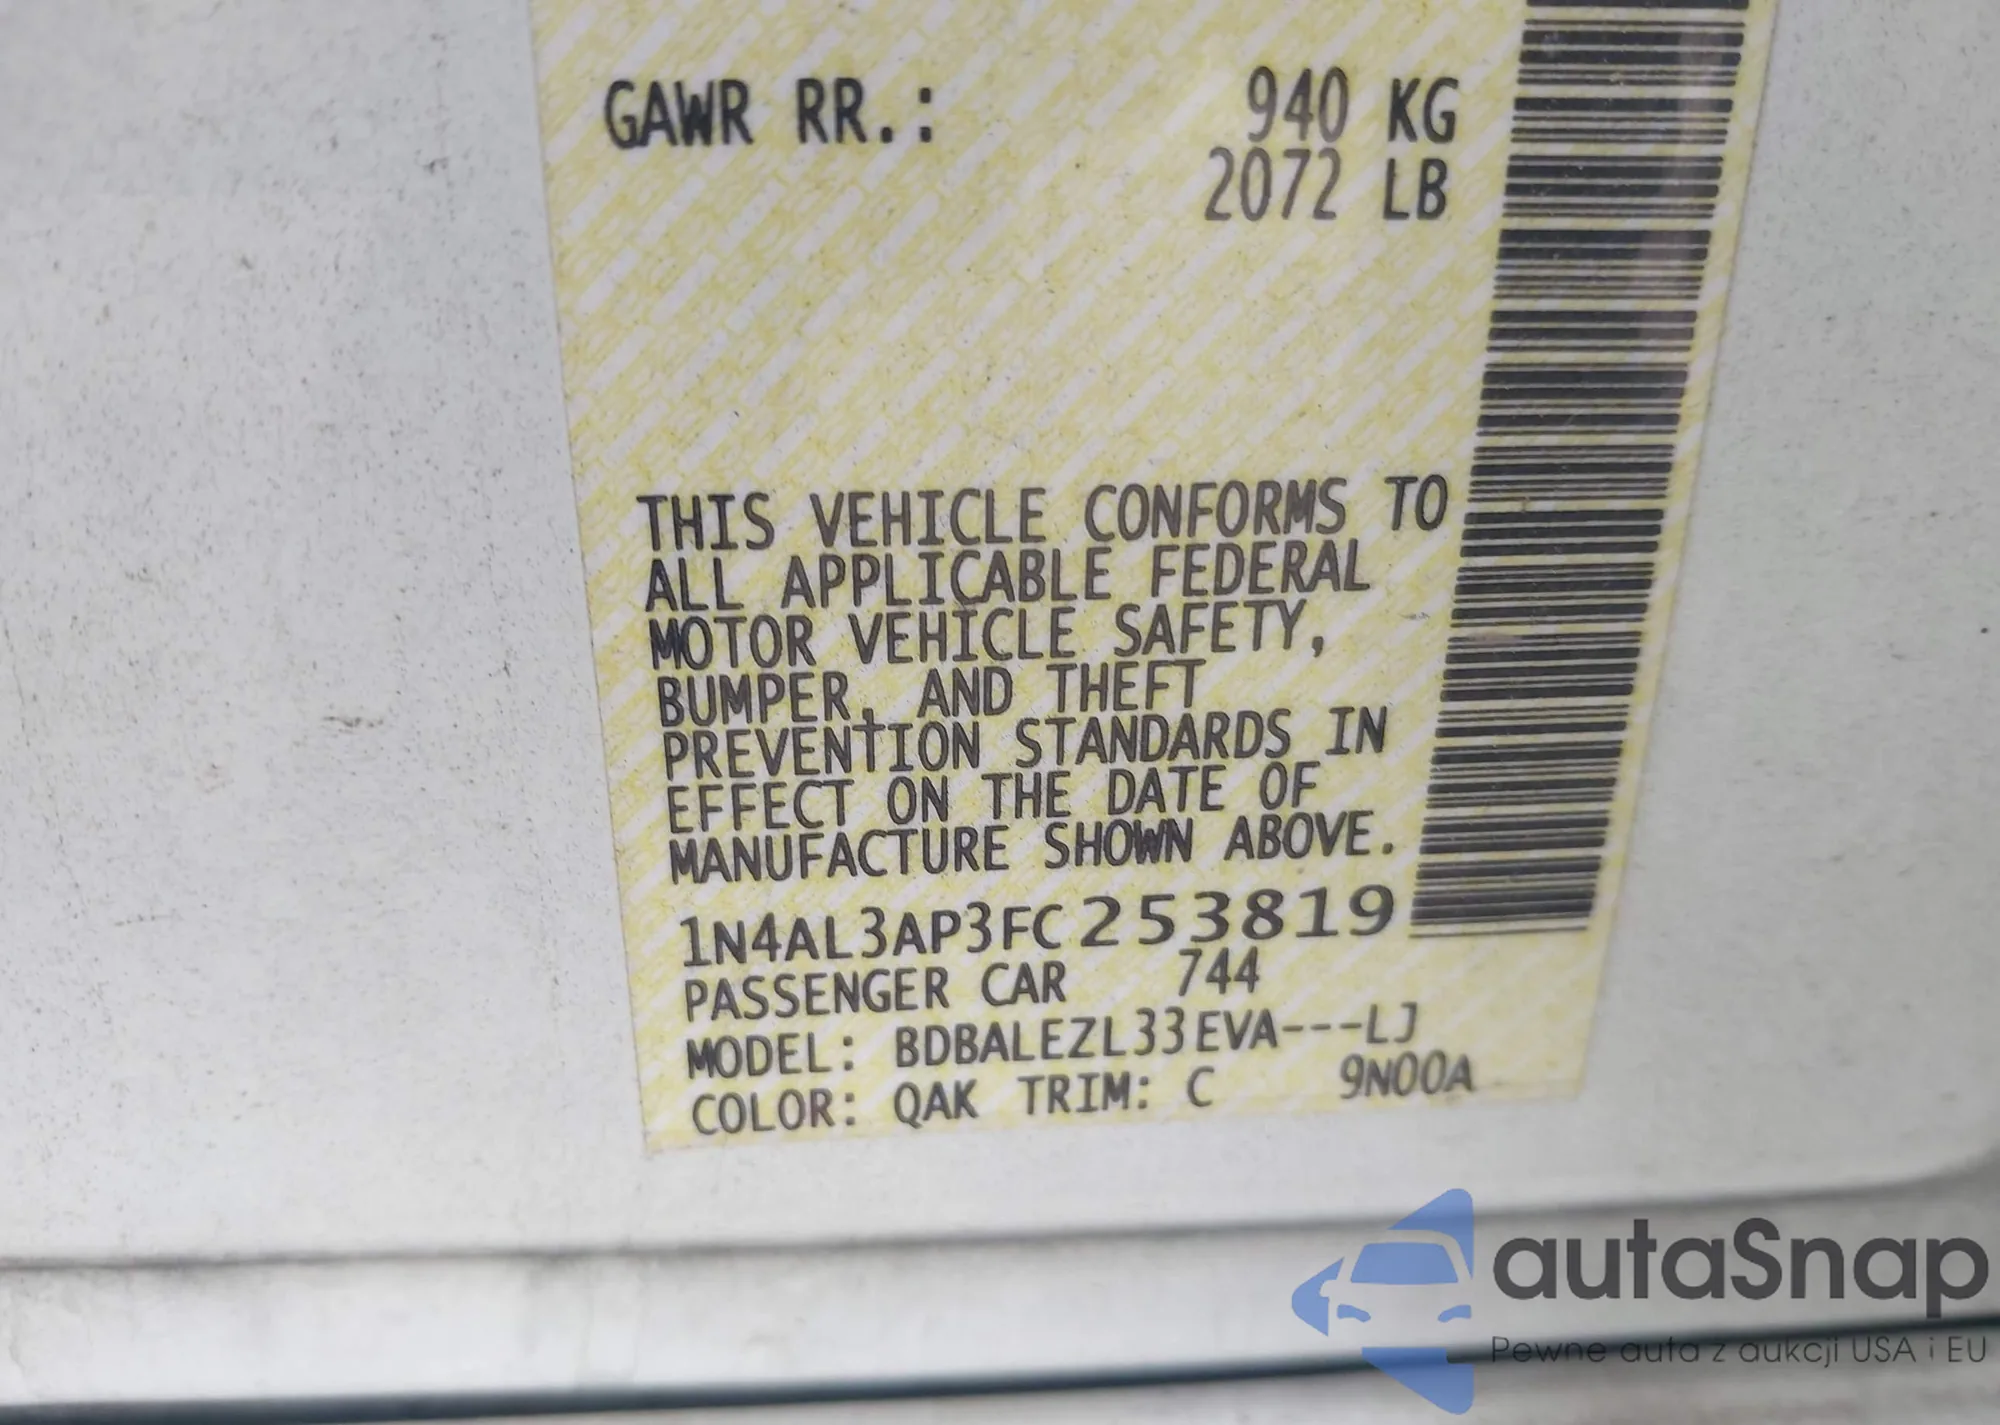 GAWR RR.: 940 KG
2072 LB
THIS VEHICLE CONFORMS TO
ALL APPLICABLE FEDERAL
MOTOR VEHICLE SAFETY,
BUMPER, AND THEFT
PREVENTION STANDARDS IN
EFFECT ON THE DATE OF
MANUFACTURE SHOWN ABOVE.
1N4AL3AP3FC253819
PASSENGER CAR 744
MODEL: BDBALEZL33EVA---LJ
COLOR: QAK TRIM: C 9N00A
autaSnap
Pewne auta z aukcji USA i EU